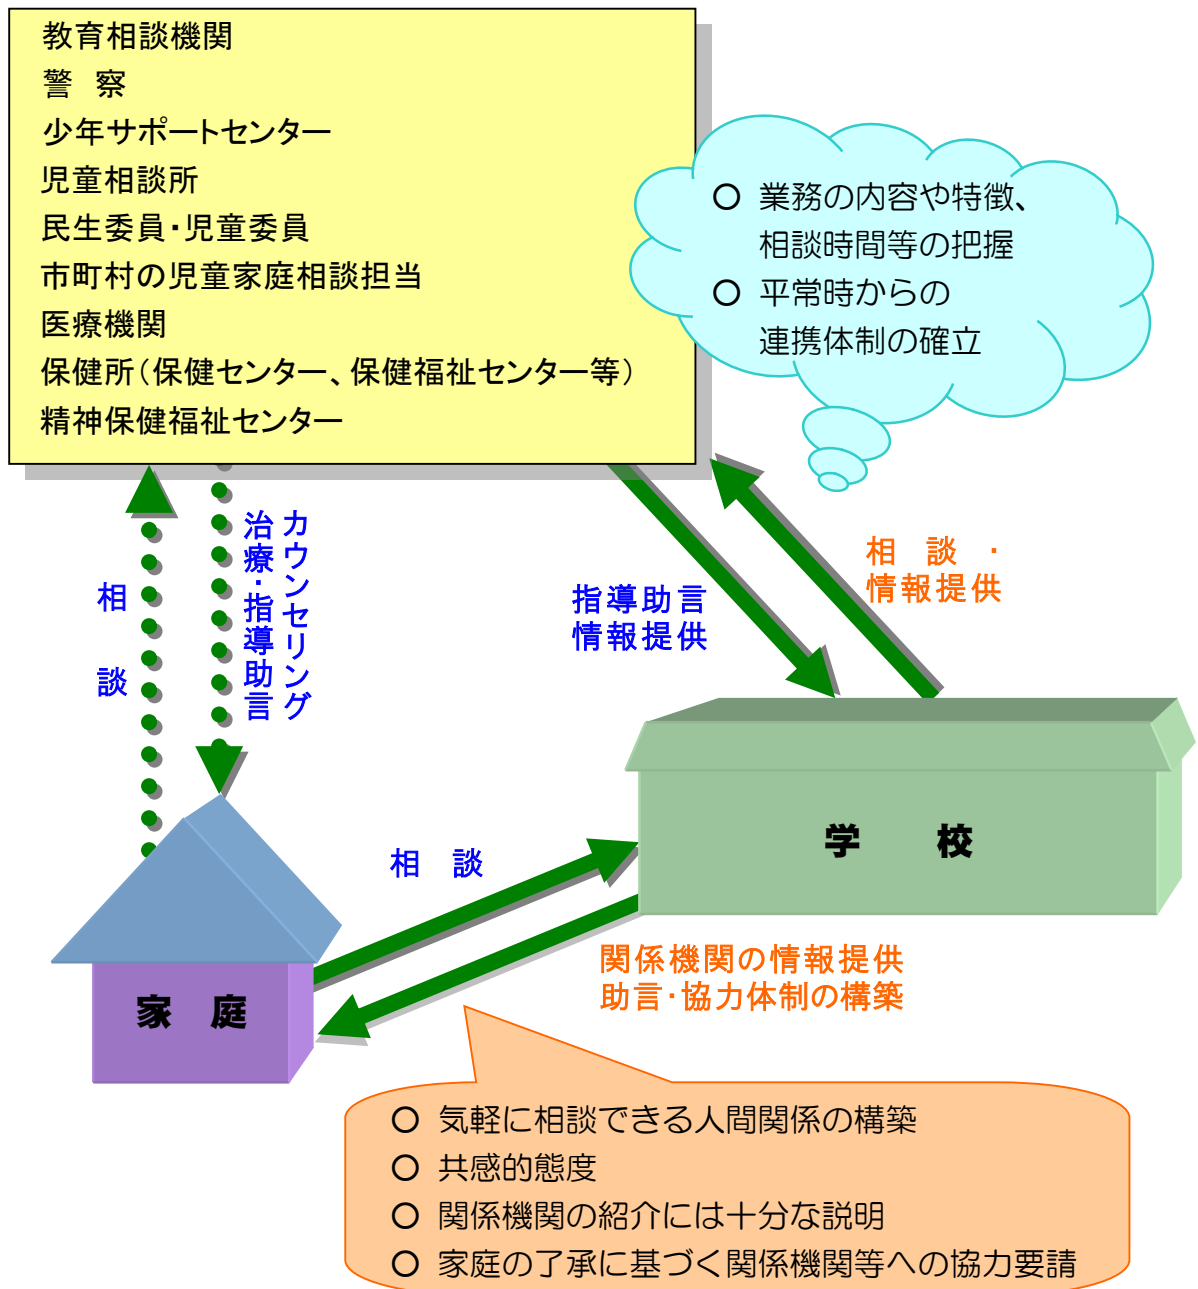 教育相談機関
警　察
少年サポートセンター
児童相談所
民生委員・児童委員
市町村の児童家庭相談担当
医療機関
保健所（保健センター、保健福祉センター等）
精神保健福祉センター
○ 業務の内容や特徴、
相談時間等の把握
○ 平常時からの
連携体制の確立
相　談
カウンセリング
治療・指導助言
指導助言
情報提供
相　談　・
情報提供
学　校
相　談
家　庭
関係機関の情報提供
助言・協力体制の構築
○ 気軽に相談できる人間関係の構築
○ 共感的態度
○ 関係機関の紹介には十分な説明
○ 家庭の了承に基づく関係機関等への協力要請